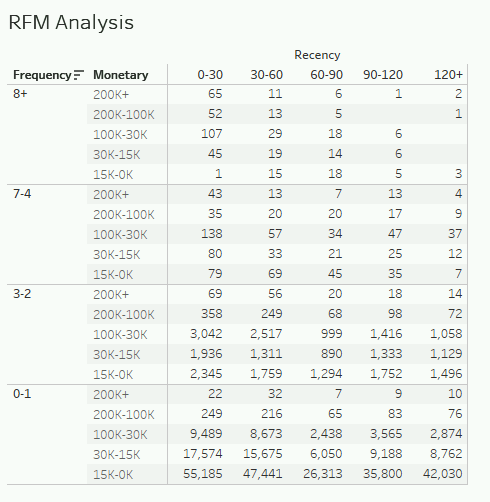 RFM Analysis
Recency
Frequency Monetary 0-30 30-60 60-90 90-120 120+
8+ 200K+ 65 11 6 1 2
200K-100K 52 13 5 1
100K-30K 107 29 18 6
30K-15K 45 19 14 6
15K-0K 1 15 18 5 3
7-4 200K+ 43 13 7 13 4
200K-100K 35 20 20 17 9
100K-30K 138 57 34 47 37
30K-15K 80 33 21 25 12
15K-0K 79 69 45 35 7
3-2 200K+ 69 56 20 18 14
200K-100K 358 249 68 98 72
100K-30K 3,042 2,517 999 1,416 1,058
30K-15K 1,936 1,311 890 1,333 1,129
15K-0K 2,345 1,759 1,294 1,752 1,496
0-1 200K+ 22 32 7 9 10
200K-100K 249 216 65 83 76
100K-30K 9,489 8,673 2,438 3,565 2,874
30K-15K 17,574 15,675 6,050 9,188 8,762
15K-0K 55,185 47,441 26,313 35,800 42,030